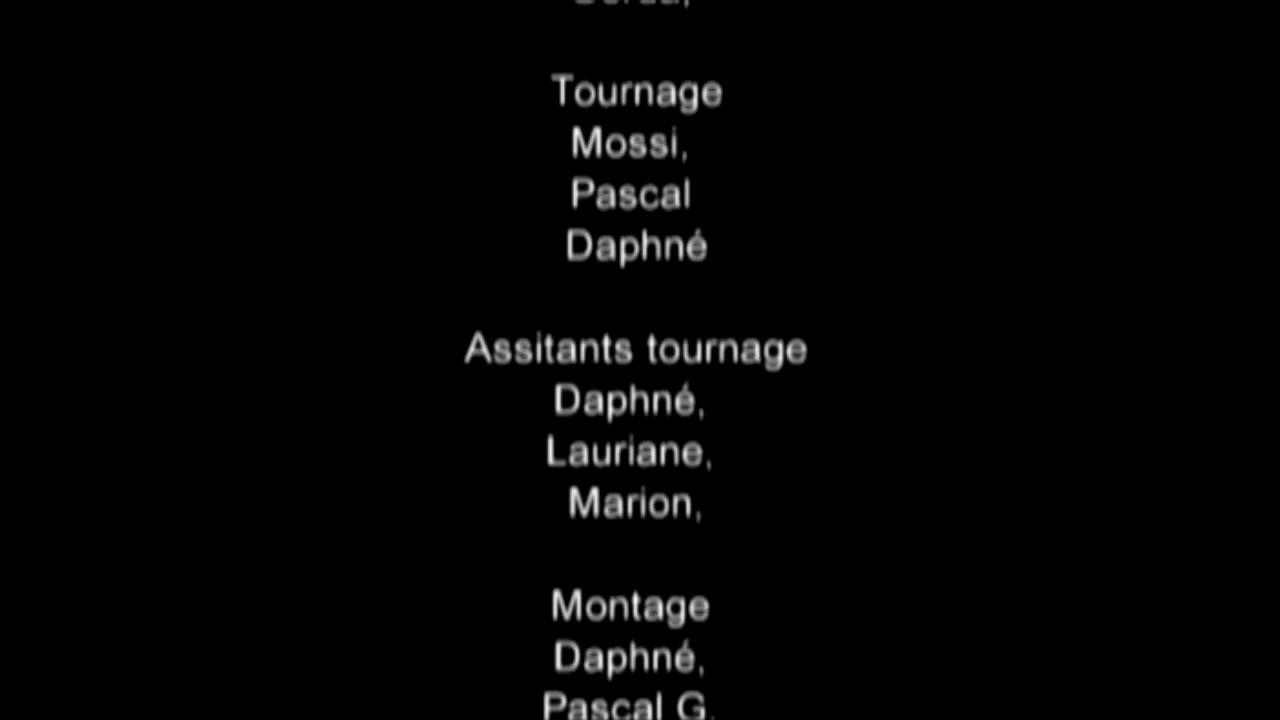 Tournage
Mossi,
Pascal
Daphné
Assitants tournage
Daphné,
Lauriane,
Marion,
Montage
Daphné,
Pascal G.